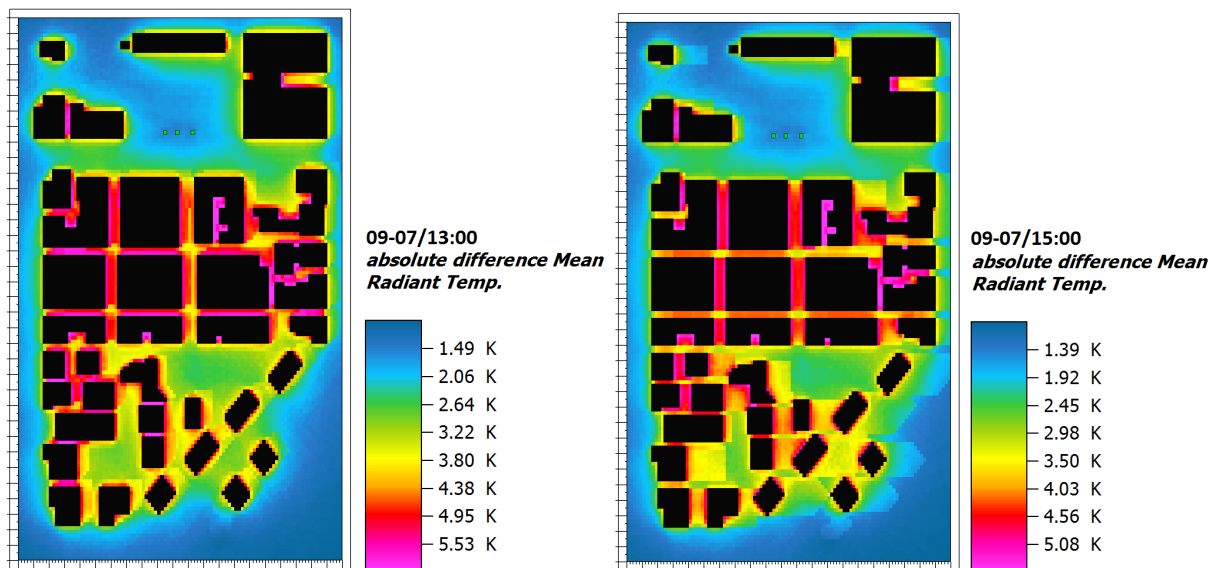 09-07/13:00
absolute difference Mean
Radiant Temp.
1.49 K
2.06 K
2.64 K
3.22 K
3.80 K
4.38 K
4.95 K
5.53 K
09-07/15:00
absolute difference Mean
Radiant Temp.
1.39 K
1.92 K
2.45 K
2.98 K
3.50 K
4.03 K
4.56 K
5.08 K